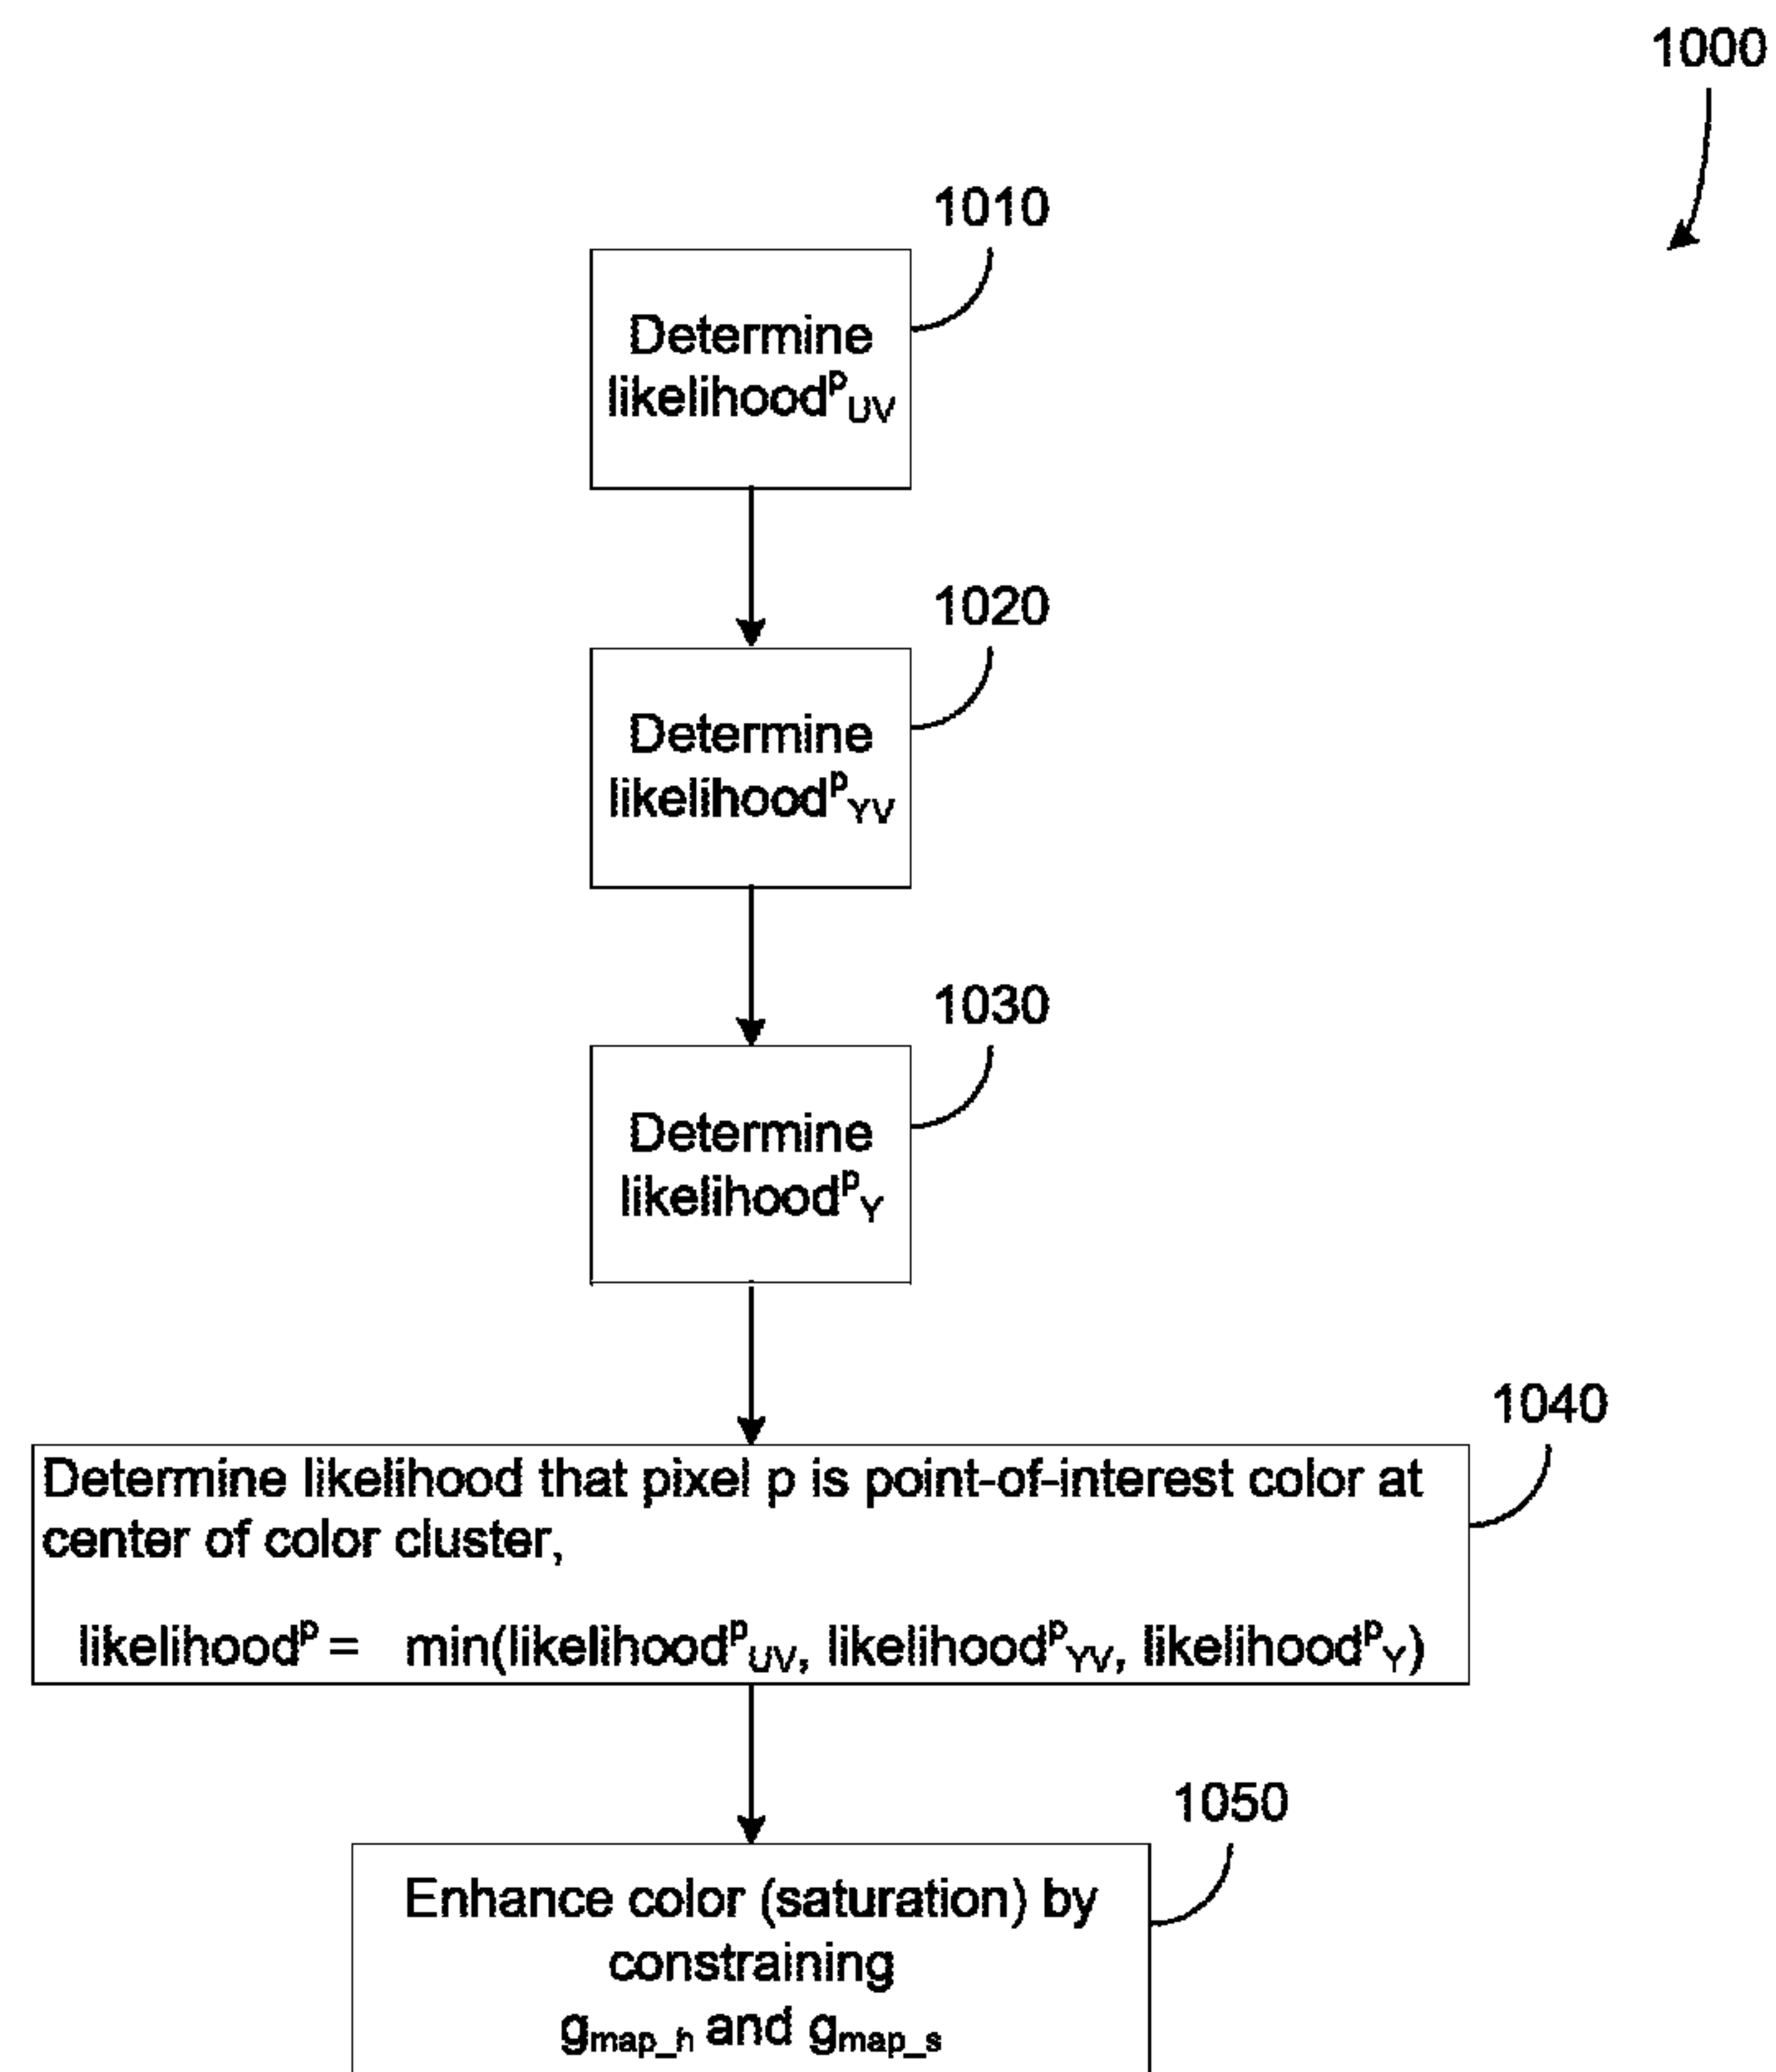 1000
1010
Determine
likelihood^p_UV
1020
Determine
likelihood^p_YV
1030
Determine
likelihood^p_Y
1040
Determine likelihood that pixel p is point-of-interest color at
center of color cluster,
likelihood^p = min(likelihood^p_UV, likelihood^p_YV, likelihood^p_Y)
1050
Enhance color (saturation) by
constraining
g_map_h and g_map_s